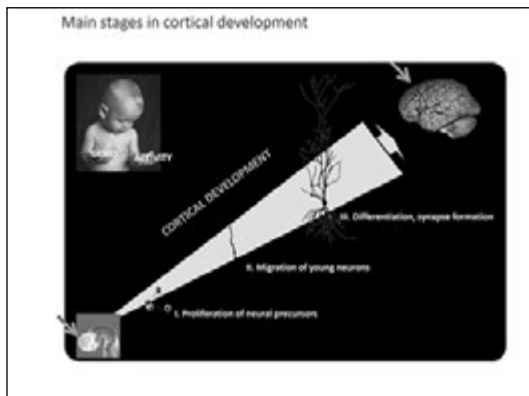 Main stages in cortical development
ACTIVITY
CORTICAL DEVELOPMENT
III. Differentiation, synapse formation
II. Migration of young neurons
I. Proliferation of neural precursors